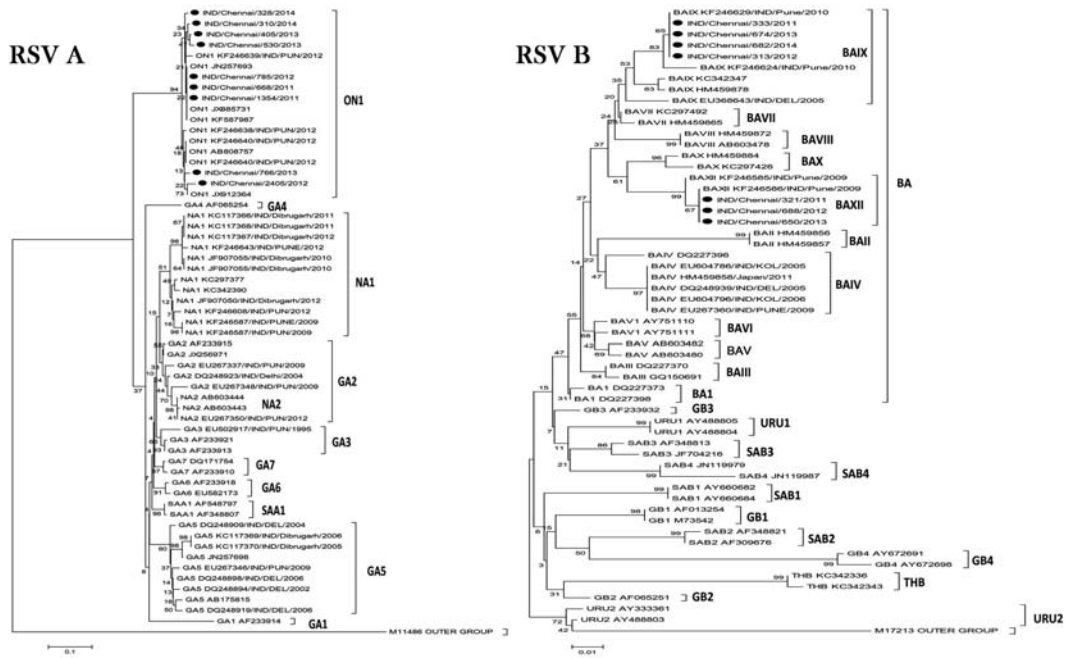 RSV A
IND/Chennai/328/2014
IND/Chennai/310/2014
IND/Chennai/405/2013
IND/Chennai/530/2013
ON1 KF246639/IND/PUN/2012
ON1 JN257693
IND/Chennai/785/2012
IND/Chennai/668/2011
IND/Chennai/1354/2011
ON1 JX885731
ON1 KF587987
ON1 KF246638/IND/PUN/2012
ON1 KF246640/IND/PUN/2012
ON1 AB808757
ON1 KF246640/IND/PUN/2012
IND/Chennai/766/2013
IND/Chennai/2405/2012
ON1 JX912364
ON1
GA4 AF065254
GA4
NA1 KC117366/IND/Dibrugarh/2011
NA1 KC117368/IND/Dibrugarh/2011
NA1 KC117367/IND/Dibrugarh/2012
NA1 KF246643/IND/PUNE/2012
NA1 JF907055/IND/Dibrugarh/2010
NA1 JF907055/IND/Dibrugarh/2010
NA1 KC297377
NA1 KC342390
NA1 JF907050/IND/Dibrugarh/2012
NA1 KF246608/IND/PUN/2012
NA1 KF246587/IND/PUNE/2009
NA1 KF246587/IND/PUN/2009
NA1
GA2 AF233915
GA2 JX256971
GA2 EU267337/IND/PUN/2009
GA2 DQ248923/IND/Delhi/2004
GA2 EU267348/IND/PUN/2009
NA2 AB603444
NA2 AB603443
NA2 EU267350/IND/PUN/2012
NA2
GA2
GA3 EU502917/IND/PUN/1995
GA3 AF233921
GA3 AF233913
GA3
GA7 DQ171754
GA7 AF233910
GA7
GA6 AF233918
GA6 EU582173
GA6
SAA1 AF548797
SAA1 AF348807
SAA1
GA5 DQ248909/IND/DEL/2004
GA5 KC117369/IND/Dibrugarh/2006
GA5 KC117370/IND/Dibrugarh/2005
GA5 JN257698
GA5 EU267346/IND/PUN/2009
GA5 DQ248898/IND/DEL/2006
GA5 DQ248894/IND/DEL/2002
GA5 AB175815
GA5 DQ248919/IND/DEL/2006
GA5
GA1 AF233914
GA1
M11486 OUTER GROUP
0.1
RSV B
BAIX KF246629/IND/Pune/2010
IND/Chennai/333/2011
IND/Chennai/674/2013
IND/Chennai/682/2014
IND/Chennai/313/2012
BAIX KF246624/IND/Pune/2010
BAIX KC342347
BAIX HM459878
BAIX EU368643/IND/DEL/2005
BAIX
BAVII KC297492
BAVII HM459865
BAVII
BAVIII HM459872
BAVIII AB603478
BAVIII
BAX HM459884
BAX KC297426
BAX
BAXII KF246585/IND/Pune/2009
BAXII KF246586/IND/Pune/2009
IND/Chennai/321/2011
IND/Chennai/688/2012
IND/Chennai/650/2013
BAXII
BAII HM459856
BAII HM459857
BAII
BAIV DQ227396
BAIV EU604786/IND/KOL/2005
BAIV HM459858/Japan/2011
BAIV DQ248939/IND/DEL/2005
BAIV EU604796/IND/KOL/2006
BAIV EU267360/IND/PUNE/2009
BAIV
BAV1 AY751110
BAV1 AY751111
BAVI
BAV AB603482
BAV AB603480
BAV
BAIII DQ227370
BAIII GQ150691
BAIII
BA1 DQ227373
BA1 DQ227398
BA1
BA
GB3 AF233932
GB3
URU1 AY488805
URU1 AY488804
URU1
SAB3 AF348813
SAB3 JF704216
SAB3
SAB4 JN119979
SAB4 JN119987
SAB4
SAB1 AY660682
SAB1 AY660684
SAB1
GB1 AF013254
GB1 M73542
GB1
SAB2 AF348821
SAB2 AF309676
SAB2
GB4 AY672691
GB4 AY672698
GB4
THB KC342336
THB KC342343
THB
GB2 AF065251
GB2
URU2 AY333361
URU2 AY488803
URU2
M17213 OUTER GROUP
0.01